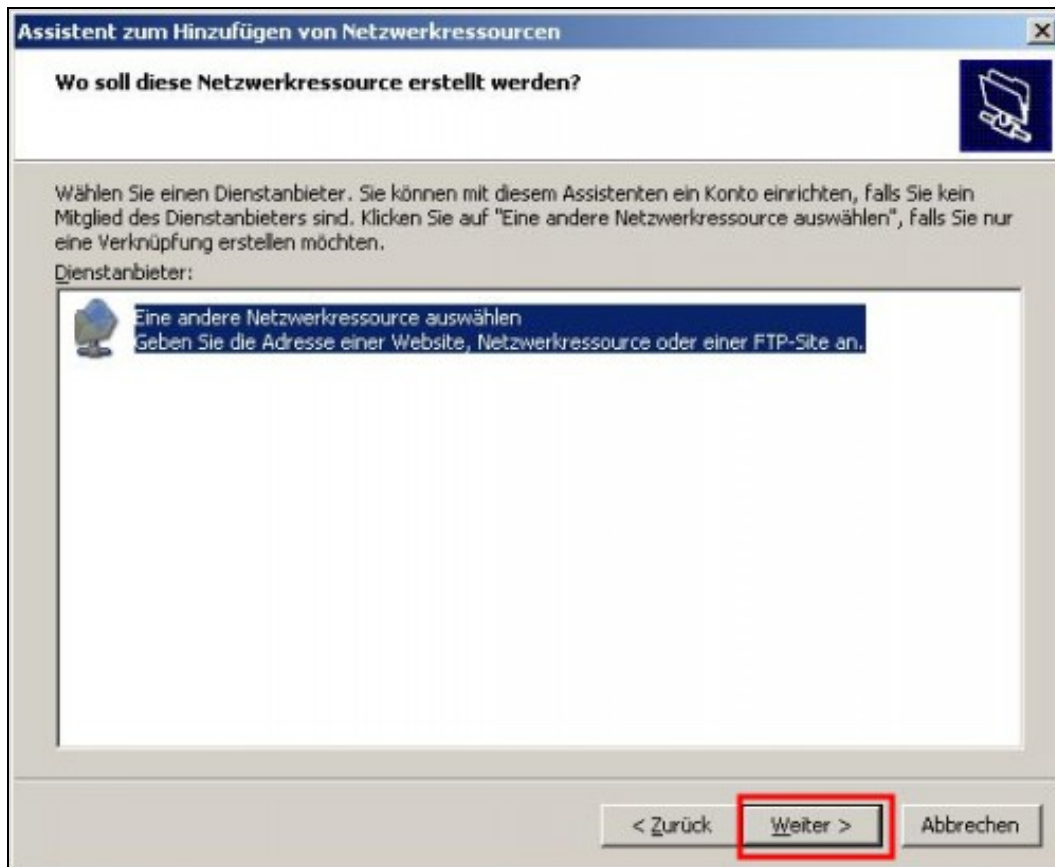 Assistent zum Hinzufügen von Netzwerkressourcen
Wo soll diese Netzwerkressource erstellt werden?
Wählen Sie einen Dienstanbieter. Sie können mit diesem Assistenten ein Konto einrichten, falls Sie kein
Mitglied des Dienstanbieters sind. Klicken Sie auf "Eine andere Netzwerkressource auswählen", falls Sie nur
eine Verknüpfung erstellen möchten.
Dienstanbieter:
Eine andere Netzwerkressource auswählen
Geben Sie die Adresse einer Website, Netzwerkressource oder einer FTP-Site an.
< Zurück Weiter > Abbrechen